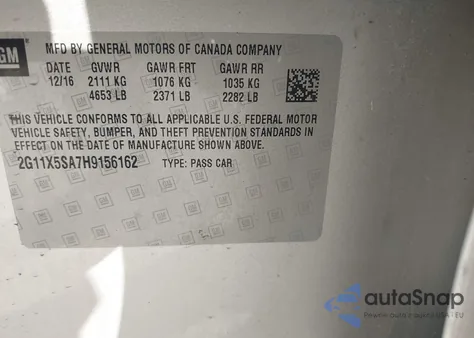 GM
MFD BY GENERAL MOTORS OF CANADA COMPANY
DATE GVWR GAWR FRT GAWR RR
12/16 2111 KG 1076 KG 1035 KG
4653 LB 2371 LB 2282 LB
THIS VEHICLE CONFORMS TO ALL APPLICABLE U.S. FEDERAL MOTOR
VEHICLE SAFETY, BUMPER, AND THEFT PREVENTION STANDARDS IN
EFFECT ON THE DATE OF MANUFACTURE SHOWN ABOVE.
2G11X5SA7H9156162 TYPE: PASS CAR
autoSnap